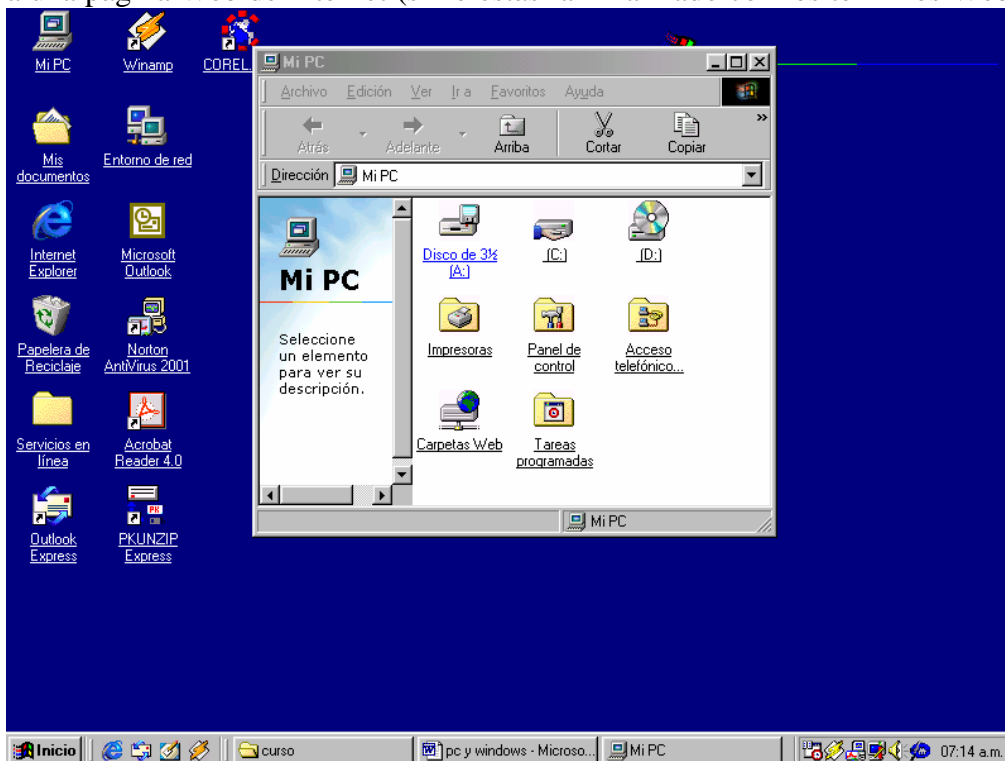 Mi PC
Winamp
COREL.
Mis
documentos
Entorno de red
Internet
Explorer
Microsoft
Outlook
Papelera de
Reciclaje
Norton
AntiVirus 2001
Servicios en
línea
Acrobat
Reader 4.0
Outlook
Express
PKUNZIP
Express
Mi PC
Archivo Edición Ver Ir a Favoritos Ayuda
Atrás Adelante Arriba Cortar Copiar »
Dirección Mi PC
Mi PC
Seleccione
un elemento
para ver su
descripción.
Disco de 3½
(A:)
(C:)
(D:)
Impresoras
Panel de
control
Acceso
telefónico...
Carpetas Web
Tareas
programadas
Mi PC
Inicio curso pc y windows - Microso... Mi PC 07:14 a.m.